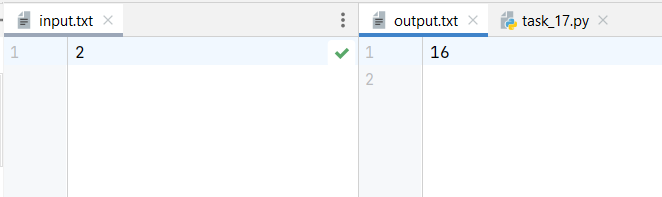 input.txt
output.txt
task_17.py
1 2
1 16
2